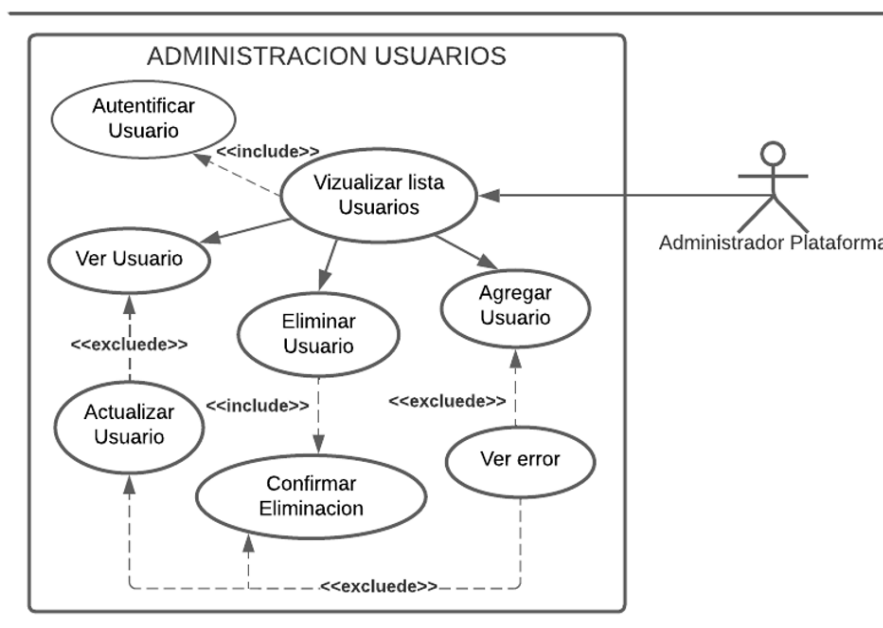 ADMINISTRACION USUARIOS
Autentificar
Usuario
<<include>>
Vizualizar lista
Usuarios
Administrador Plataforma
Ver Usuario
Agregar
Usuario
Eliminar
Usuario
<<excluede>>
Actualizar
Usuario
<<include>>
<<excluede>>
Ver error
Confirmar
Eliminacion
<<excluede>>